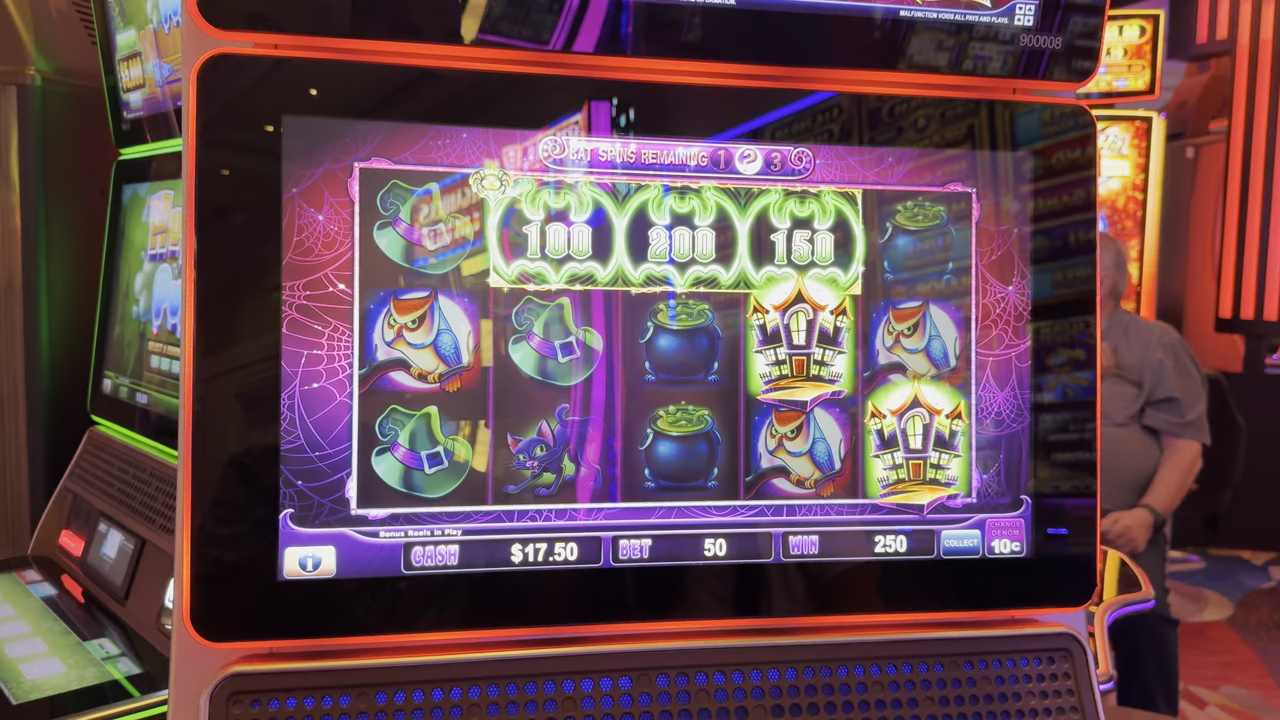 MALFUNCTION VOIDS ALL PAYS AND PLAYS.
900008
BAT SPINS REMAINING 1 2 3
100 200 150
Bonus Reels in Play
CASH $17.50 BET 50 WIN 250 COLLECT
CHANGE
DENOM
10¢
i